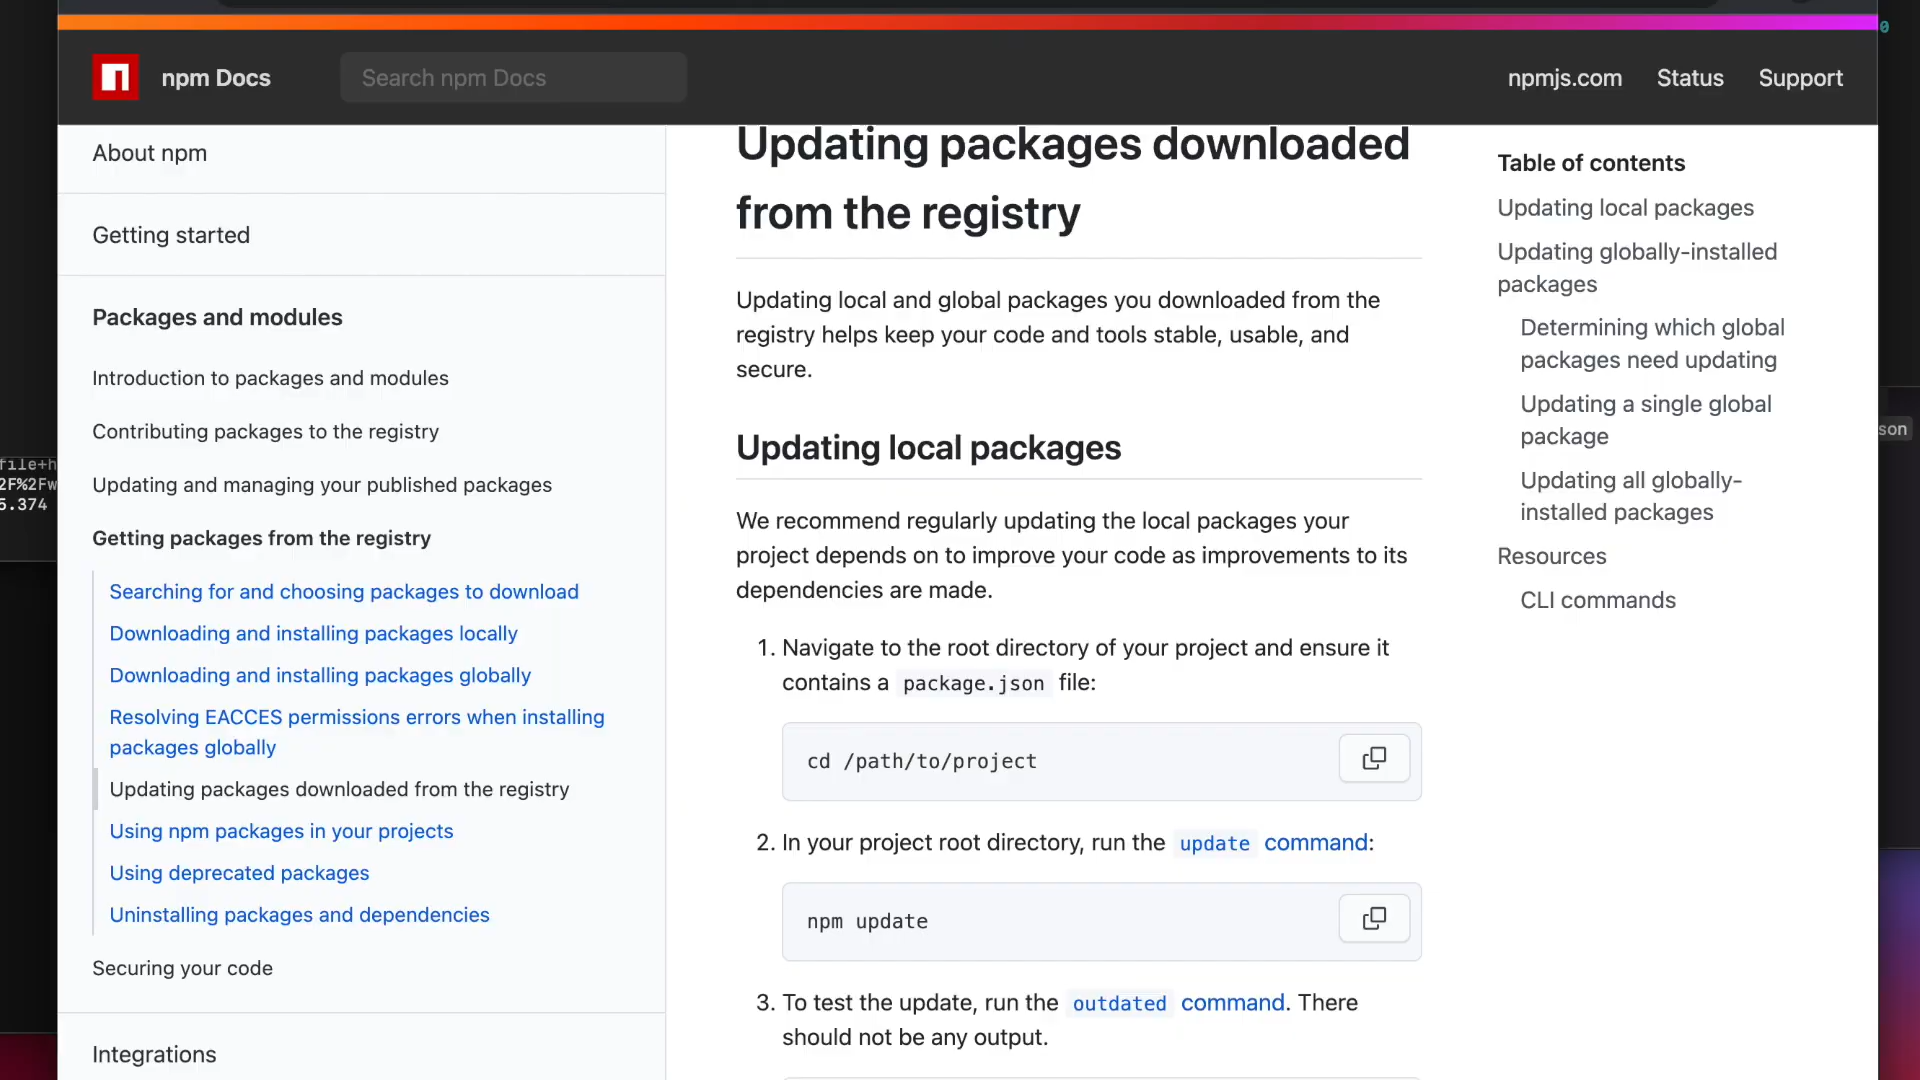 0
npm Docs
Search npm Docs
npmjs.com
Status
Support
About npm
Getting started
Packages and modules
Introduction to packages and modules
Contributing packages to the registry
Updating and managing your published packages
Getting packages from the registry
Searching for and choosing packages to download
Downloading and installing packages locally
Downloading and installing packages globally
Resolving EACCES permissions errors when installing
packages globally
Updating packages downloaded from the registry
Using npm packages in your projects
Using deprecated packages
Uninstalling packages and dependencies
Securing your code
Integrations
Updating packages downloaded
from the registry
Updating local and global packages you downloaded from the
registry helps keep your code and tools stable, usable, and
secure.
Updating local packages
We recommend regularly updating the local packages your
project depends on to improve your code as improvements to its
dependencies are made.
1. Navigate to the root directory of your project and ensure it
contains a package.json file:
cd /path/to/project
2. In your project root directory, run the update command:
npm update
3. To test the update, run the outdated command. There
should not be any output.
Table of contents
Updating local packages
Updating globally-installed
packages
Determining which global
packages need updating
Updating a single global
package
Updating all globally-
installed packages
Resources
CLI commands
file+h
2F%2Fw
5.374
son